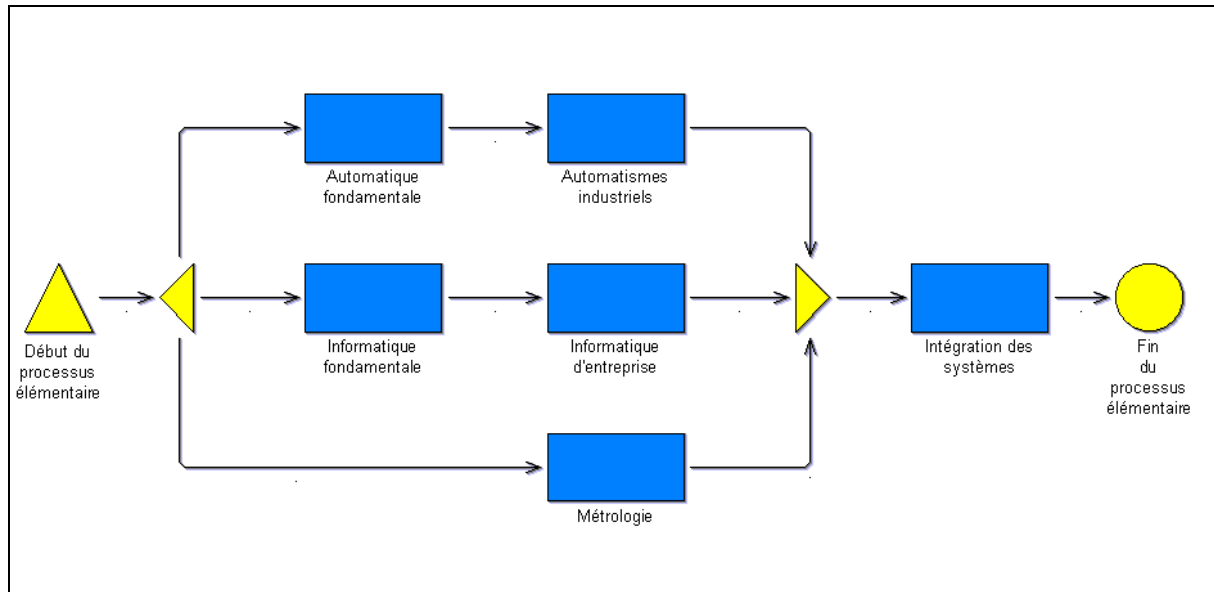 Automatique
fondamentale
Automatismes
industriels
Début du
processus
élémentaire
Informatique
fondamentale
Informatique
d'entreprise
Intégration des
systèmes
Fin
du
processus
élémentaire
Métrologie